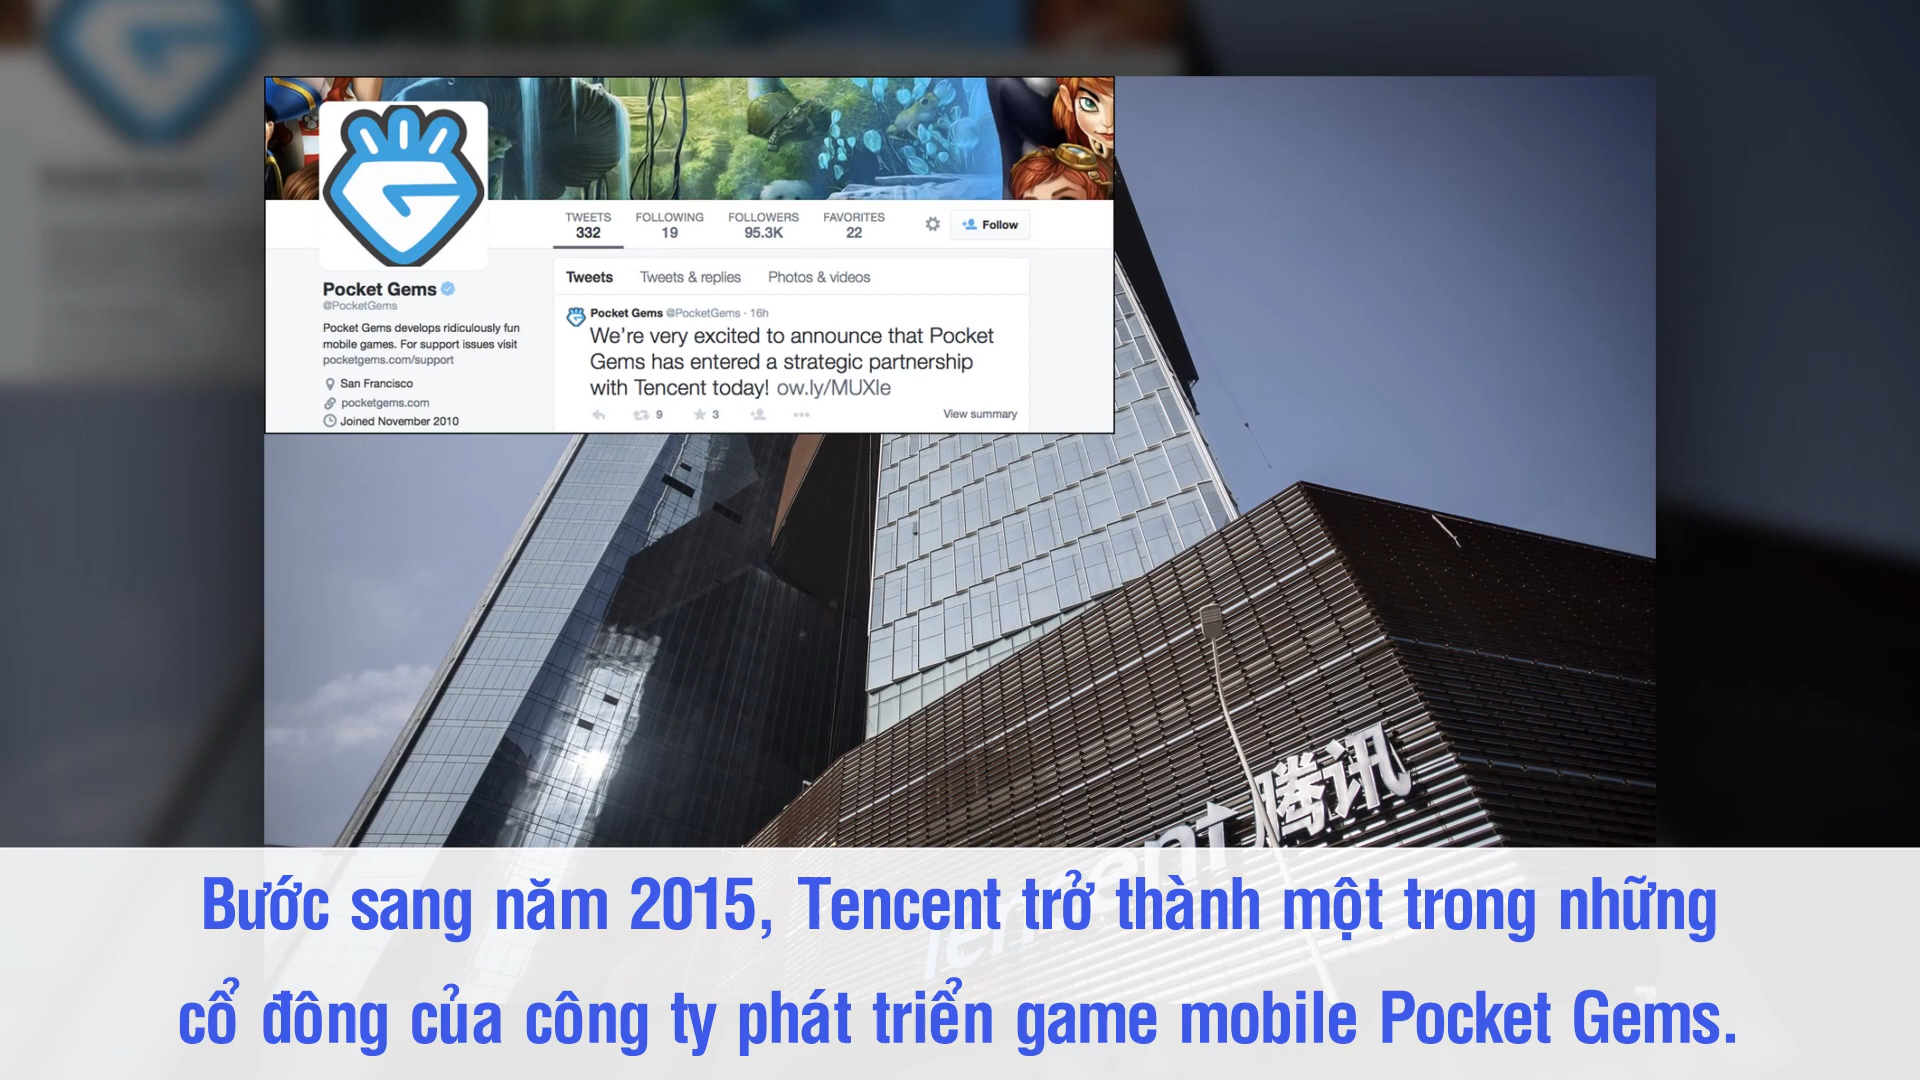 TWEETS FOLLOWING FOLLOWERS FAVORITES
332 19 95.3K 22
Follow
Pocket Gems
@PocketGems
Pocket Gems develops ridiculously fun
mobile games. For support issues visit
pocketgems.com/support
San Francisco
pocketgems.com
Joined November 2010
Tweets Tweets & replies Photos & videos
Pocket Gems @PocketGems · 16h
We're very excited to announce that Pocket
Gems has entered a strategic partnership
with Tencent today! ow.ly/MUXIe
9 3 View summary
Tencent 腾讯
Bước sang năm 2015, Tencent trở thành một trong những
cổ đông của công ty phát triển game mobile Pocket Gems.